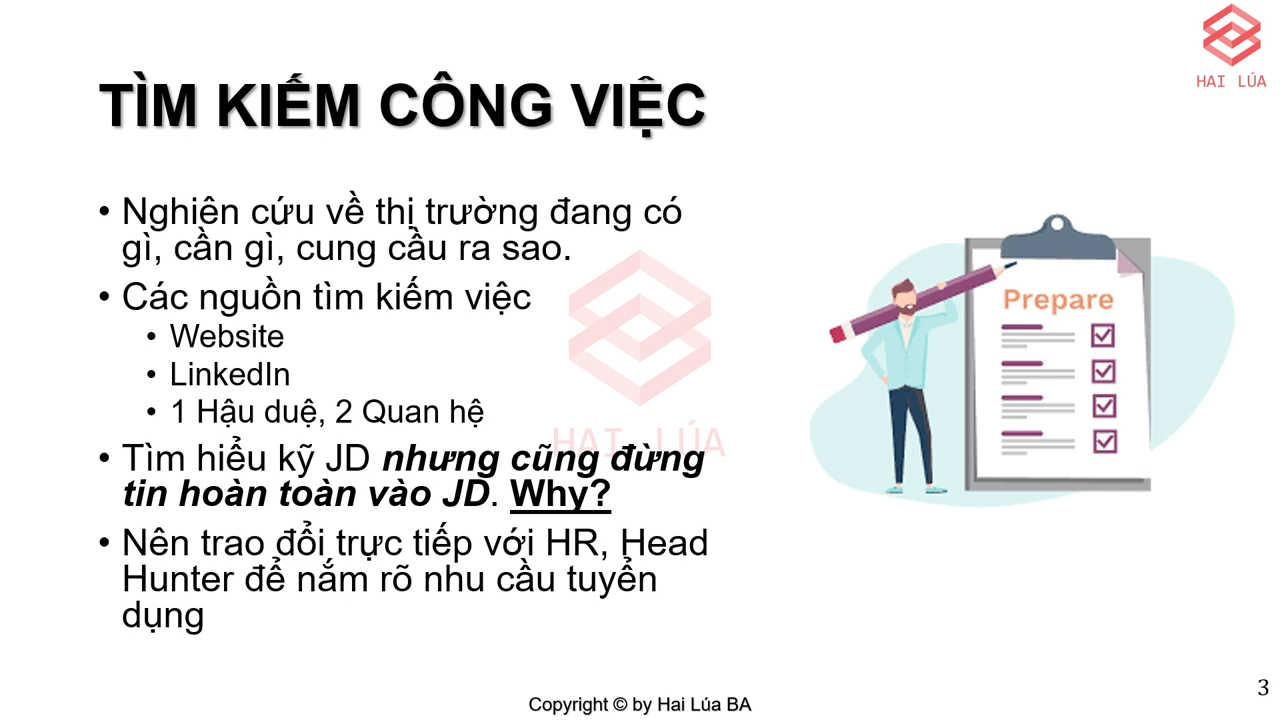 HAI LÚA
TÌM KIẾM CÔNG VIỆC
• Nghiên cứu về thị trường đang có
gì, cần gì, cung cầu ra sao.
• Các nguồn tìm kiếm việc
• Website
• LinkedIn
• 1 Hậu duệ, 2 Quan hệ
HAI LÚA
• Tìm hiểu kỹ JD nhưng cũng đừng
tin hoàn toàn vào JD. Why?
• Nên trao đổi trực tiếp với HR, Head
Hunter để nắm rõ nhu cầu tuyển
dụng
Prepare
Copyright © by Hai Lúa BA
3